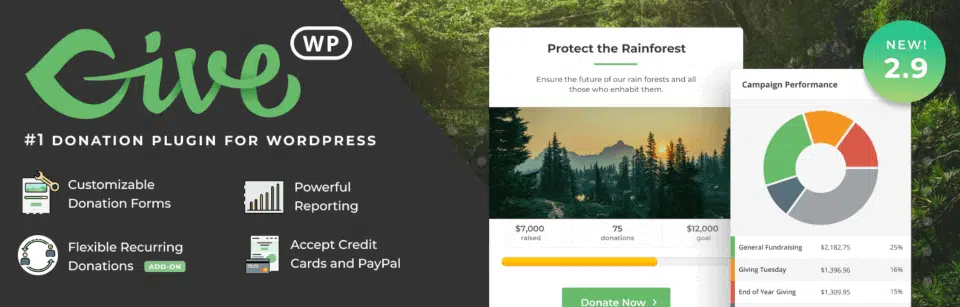 Give
WP
#1 DONATION PLUGIN FOR WORDPRESS
Customizable
Donation Forms
Powerful
Reporting
Flexible Recurring
Donations ADD-ON
Accept Credit
Cards and PayPal
Protect the Rainforest
Ensure the future of our rain forests and all
those who enhabit them.
$7,000
raised
75
donations
$12,000
goal
Donate Now
NEW!
2.9
Campaign Performance
General Fundraising $2,182.75 25%
Giving Tuesday $1,396.96 16%
End of Year Giving $1,309.95 15%